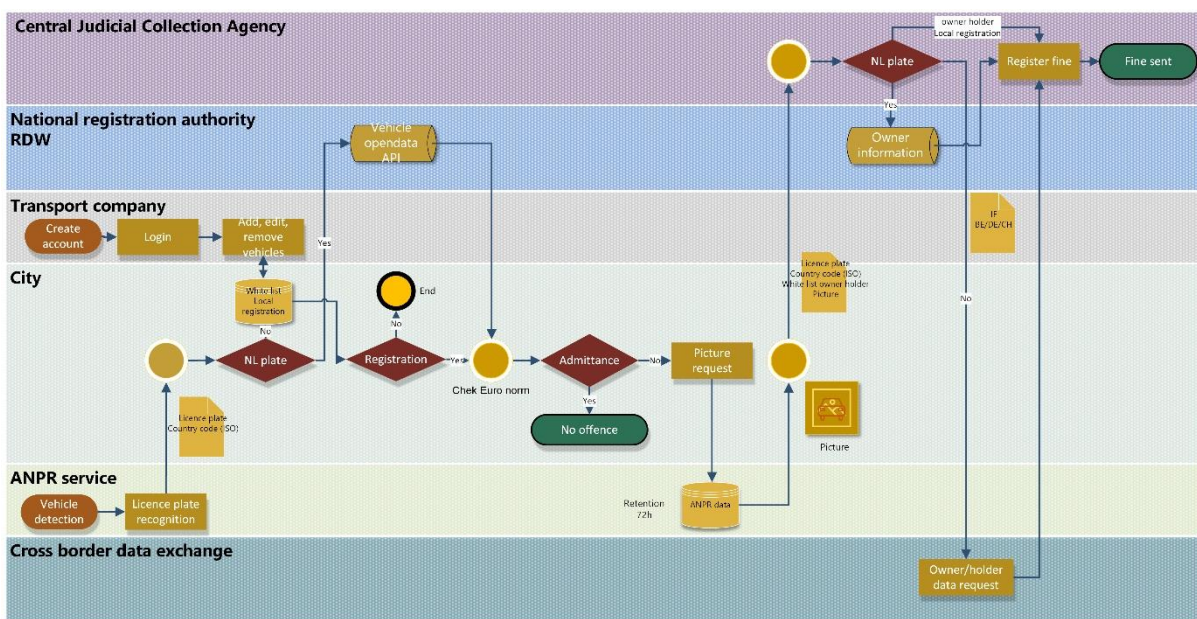 Central Judicial Collection Agency
owner holder
Local registration
NL plate
Register fine
Fine sent
Yes
National registration authority
RDW
Vehicle
opendata
API
Owner
information
Transport company
Create
account
Login
Add, edit,
remove
vehicles
Yes
IF
BE/DE/CH
City
White list
Local
registration
No
NL plate
End
No
Registration
Yes
Chek Euro norm
Admittance
No
Yes
No offence
Picture
request
Licence plate
Country code (ISO)
White list owner holder
Picture
No
Picture
Licence plate
Country code (ISO)
ANPR service
Vehicle
detection
Licence plate
recognition
Retention
72h
ANPR data
Cross border data exchange
Owner/holder
data request